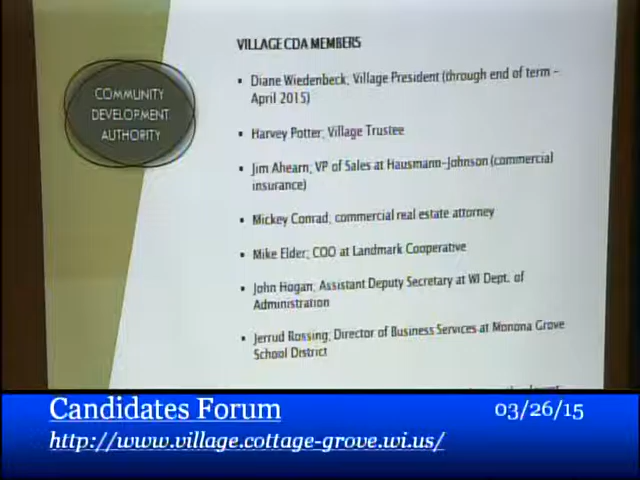 VILLAGE CDA MEMBERS
COMMUNITY
DEVELOPMENT
AUTHORITY
• Diane Wiedenbeck; Village President (through end of term –
April 2015)
• Harvey Potter; Village Trustee
• Jim Ahearn; VP of Sales at Hausmann-Johnson (commercial
insurance)
• Mickey Conrad; commercial real estate attorney
• Mike Elder; COO at Landmark Cooperative
• John Hogan; Assistant Deputy Secretary at WI Dept. of
Administration
• Jerrud Rossing; Director of Business Services at Monona Grove
School District
Candidates Forum
03/26/15
http://www.village.cottage-grove.wi.us/